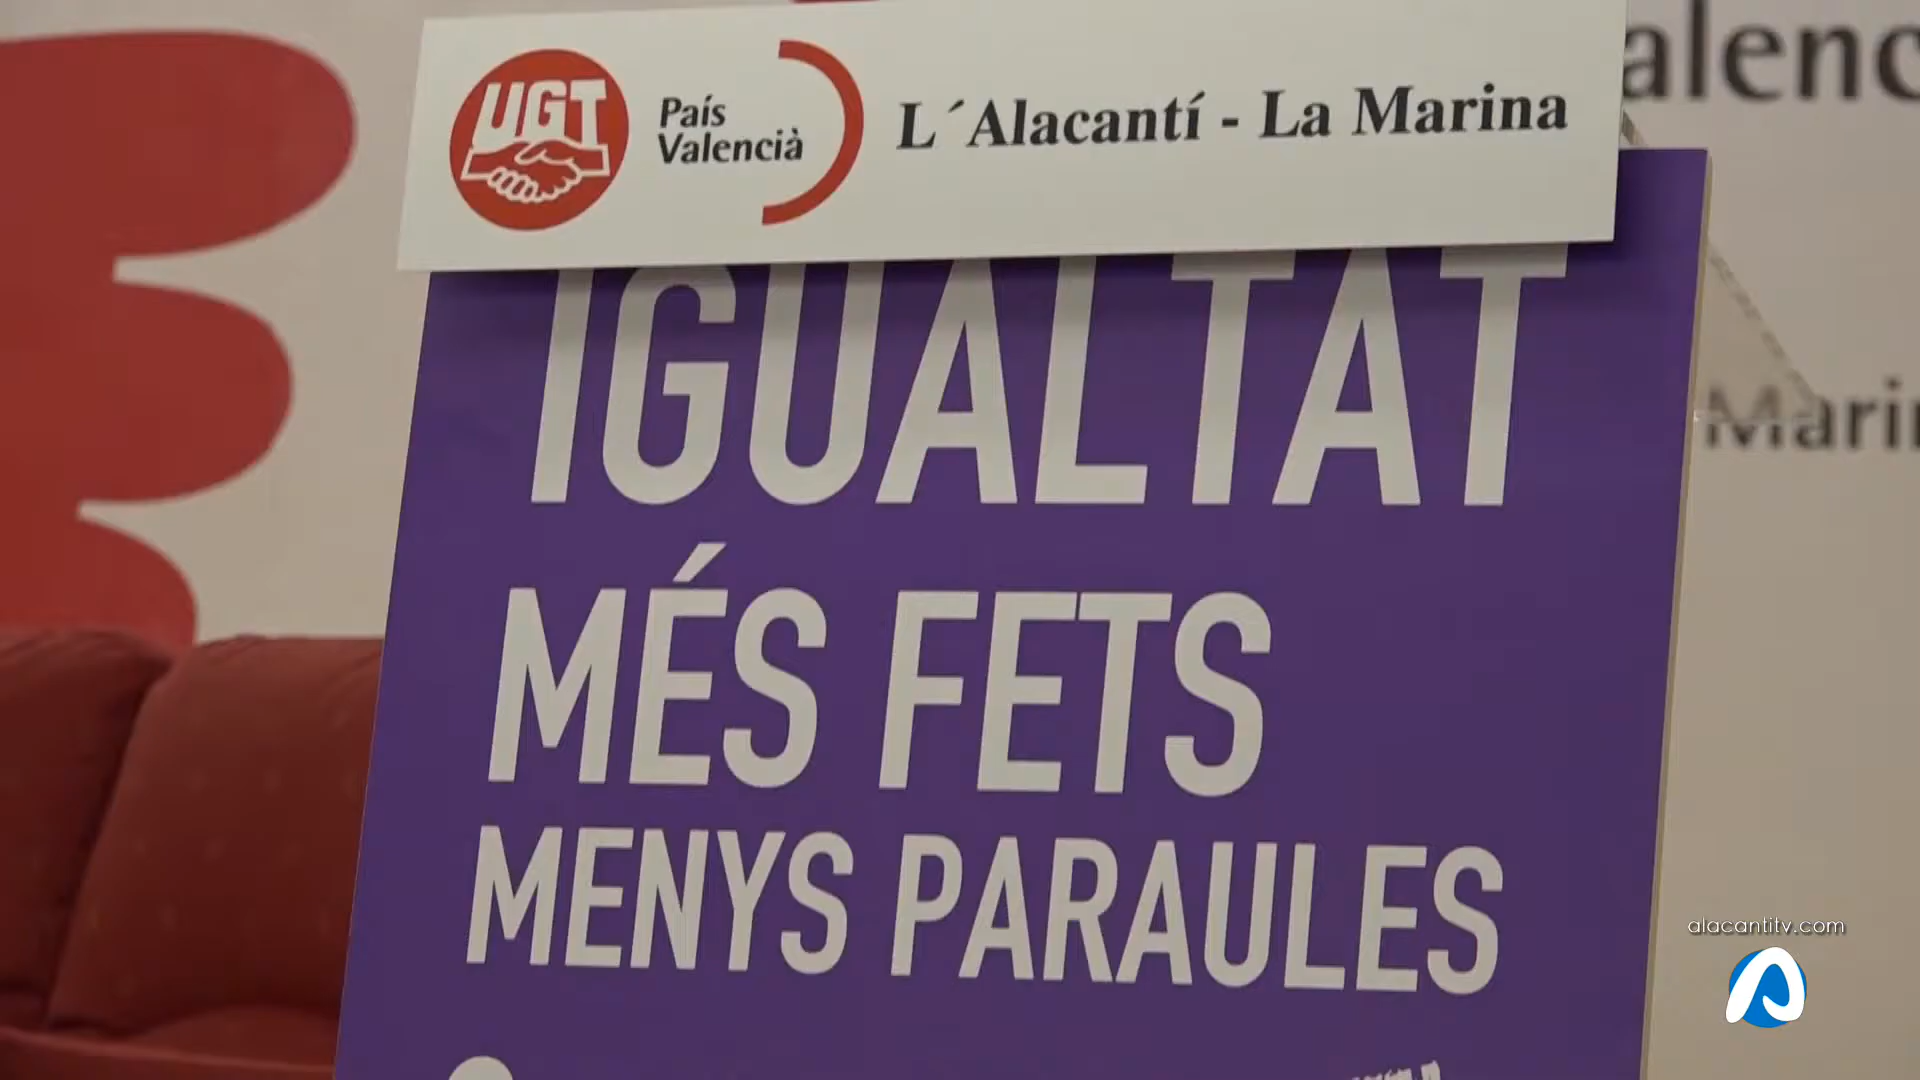 UGT
País
Valencià
L´Alacantí - La Marina
IGUALTAT
MÉS FETS
MENYS PARAULES
alacantitv.com